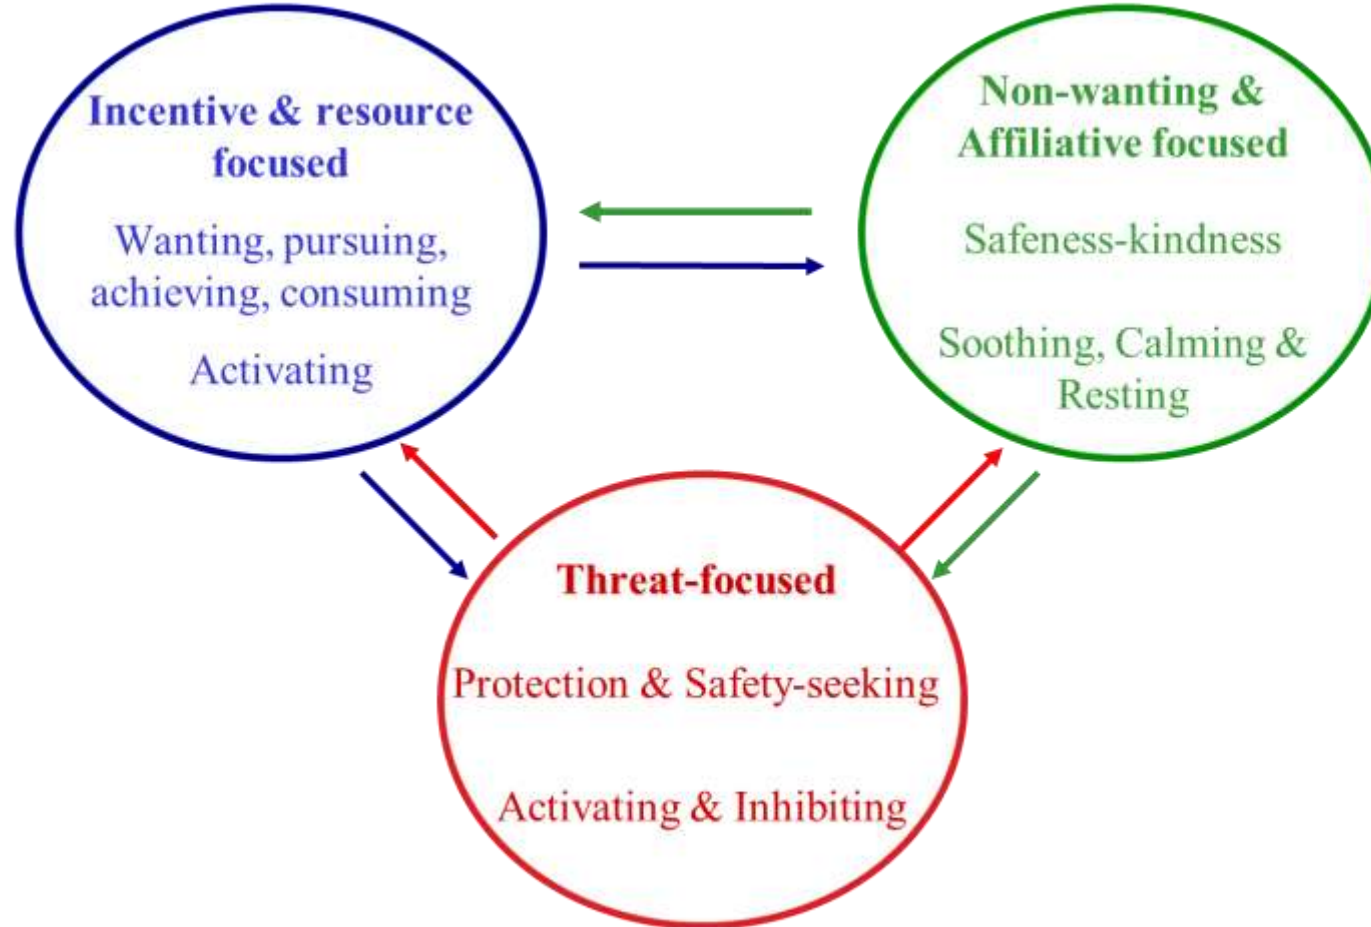 Incentive & resource
focused
Wanting, pursuing,
achieving, consuming
Activating
Non-wanting &
Affiliative focused
Safeness-kindness
Soothing, Calming &
Resting
Threat-focused
Protection & Safety-seeking
Activating & Inhibiting